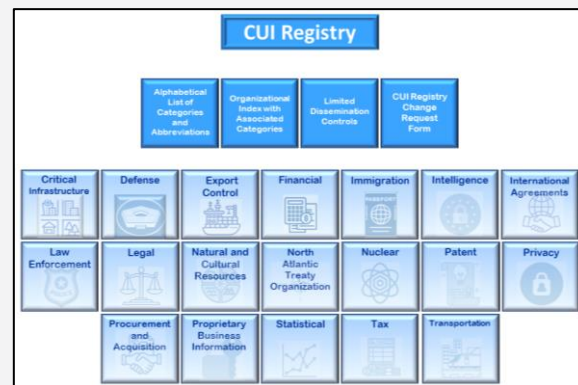 CUI Registry
Alphabetical
List of
Categories
and
Abbreviations
Organizational
Index with
Associated
Categories
Limited
Dissemination
Controls
CUI Registry
Change
Request
Form
Critical
Infrastructure
Defense
Export
Control
Financial
Immigration
PASSPORT
Intelligence
International
Agreements
Law
Enforcement
Legal
Natural and
Cultural
Resources
North
Atlantic
Treaty
Organization
Nuclear
Patent
Privacy
Procurement
and
Acquisition
Proprietary
Business
Information
Statistical
Tax
Transportation